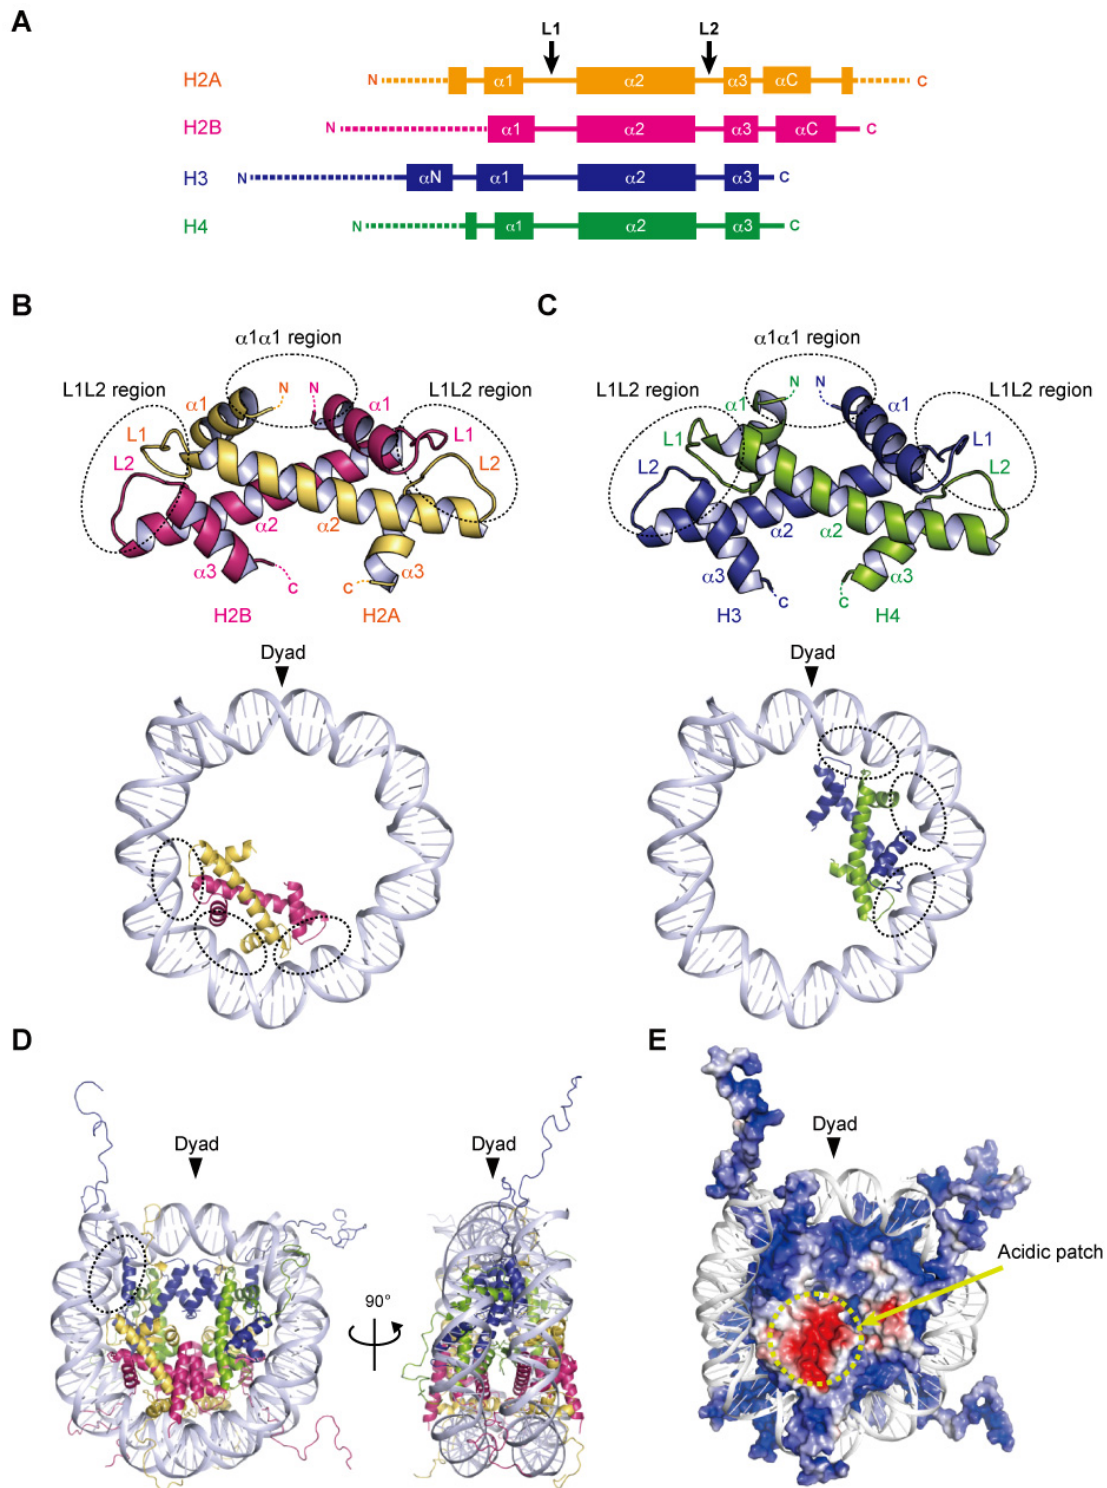 A
L1 L2
H2A N α1 α2 α3 αC C
H2B N α1 α2 α3 αC C
H3 N αN α1 α2 α3 C
H4 N α1 α2 α3 C
B
α1α1 region
L1L2 region L1L2 region
N N
α1 α1
L1 L1
L2 L2
α2 α2
α3 α3
C C
H2B H2A
Dyad
C
α1α1 region
L1L2 region L1L2 region
N N
α1 α1
L1 L1
L2 L2
α2 α2
α3 α3
C C
H3 H4
Dyad
D
Dyad Dyad
90°
E
Dyad
Acidic patch